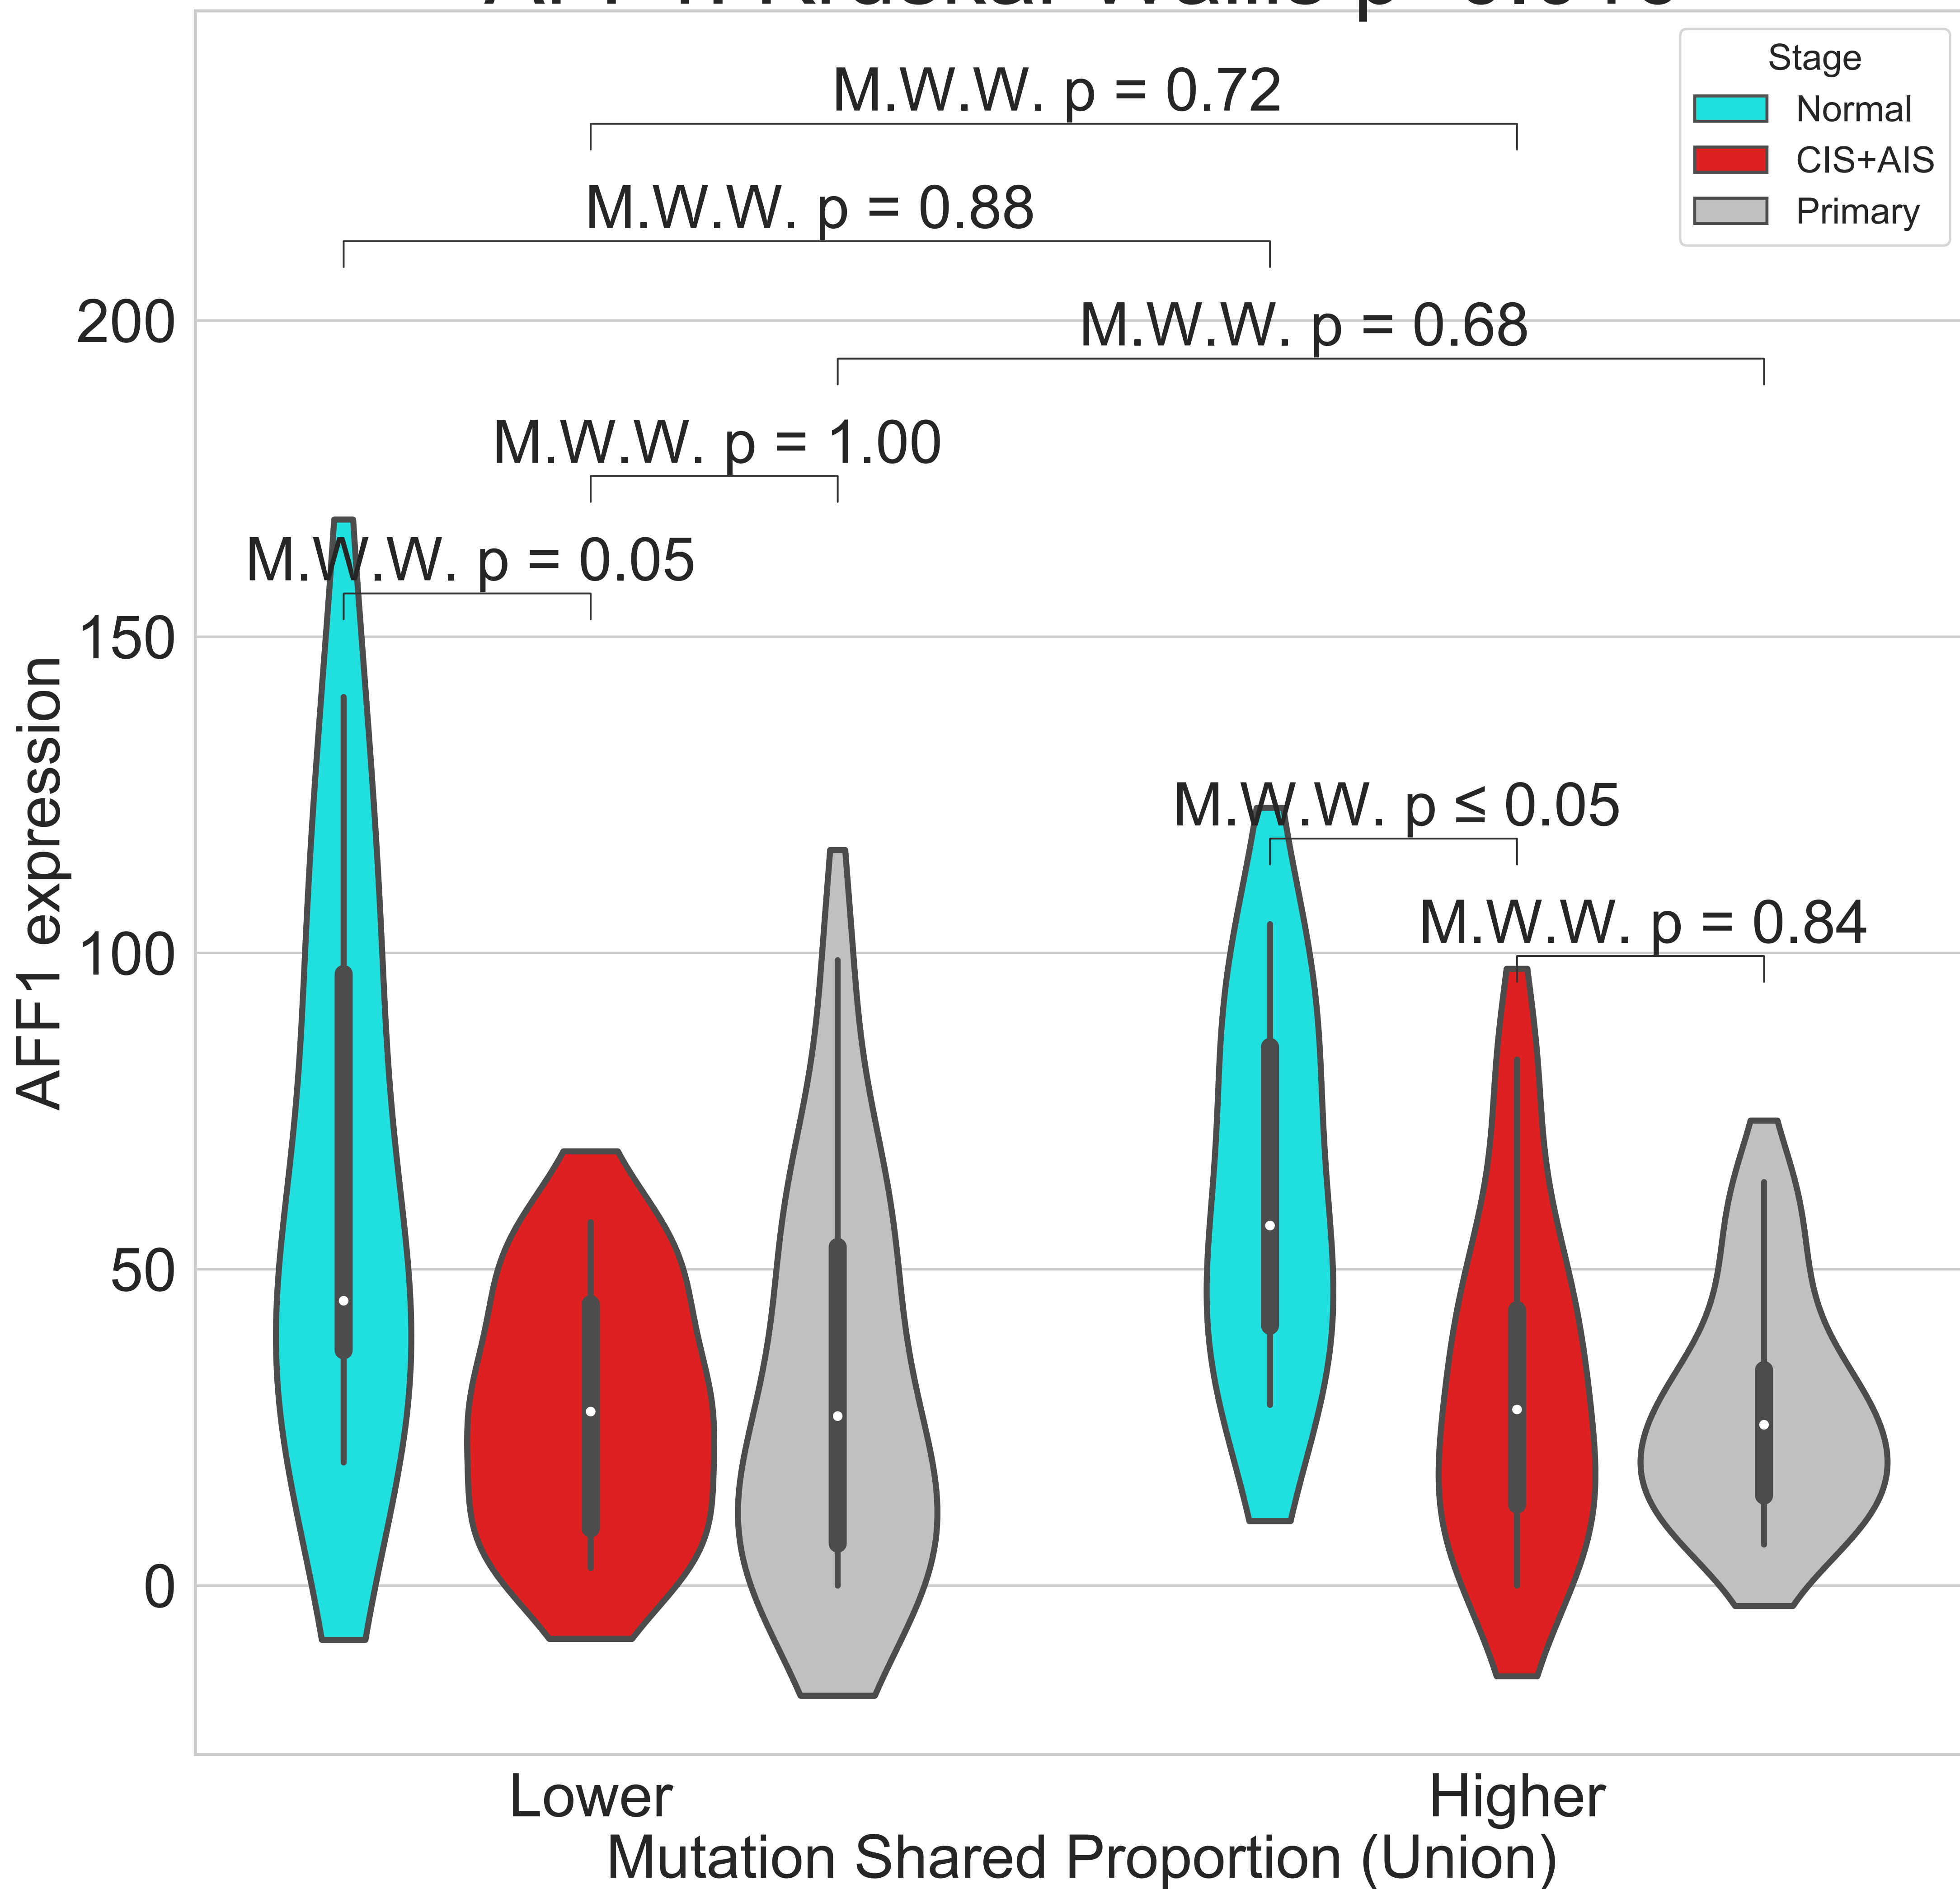 Stage
Normal
CIS+AIS
Primary
M.W.W. p = 0.72
M.W.W. p = 0.88
M.W.W. p = 0.68
M.W.W. p = 1.00
M.W.W. p = 0.05
M.W.W. p ≤ 0.05
M.W.W. p = 0.84
AFF1 expression
200
150
100
50
0
Lower
Higher
Mutation Shared Proportion (Union)